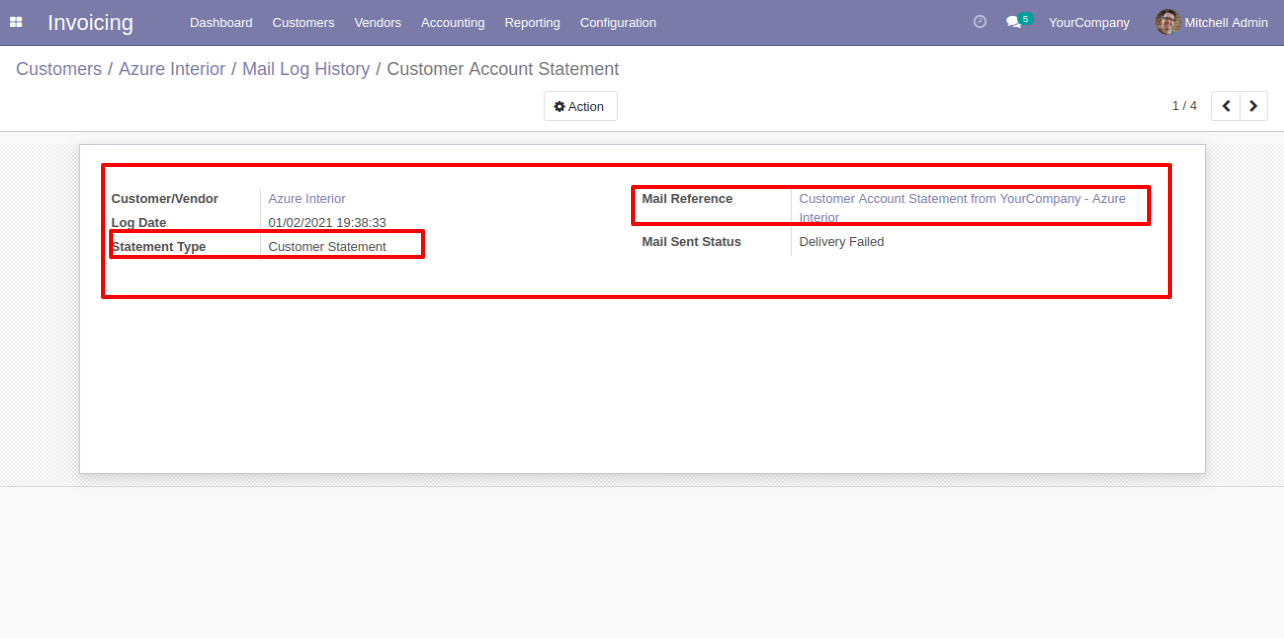 Invoicing Dashboard Customers Vendors Accounting Reporting Configuration 5 YourCompany Mitchell Admin
Customers / Azure Interior / Mail Log History / Customer Account Statement
Action 1 / 4
Customer/Vendor Azure Interior
Log Date 01/02/2021 19:38:33
Statement Type Customer Statement
Mail Reference Customer Account Statement from YourCompany - Azure
Interior
Mail Sent Status Delivery Failed